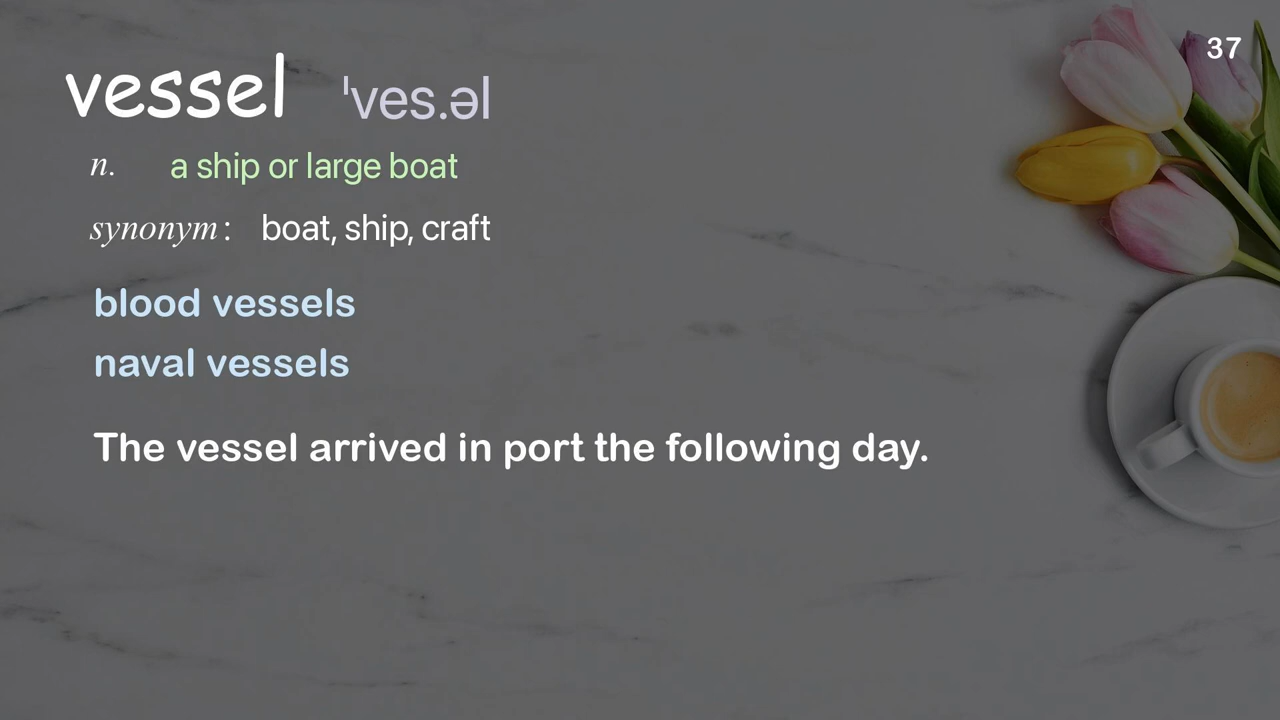 37
vessel ˈves.əl
n. a ship or large boat
synonym: boat, ship, craft
blood vessels
naval vessels
The vessel arrived in port the following day.